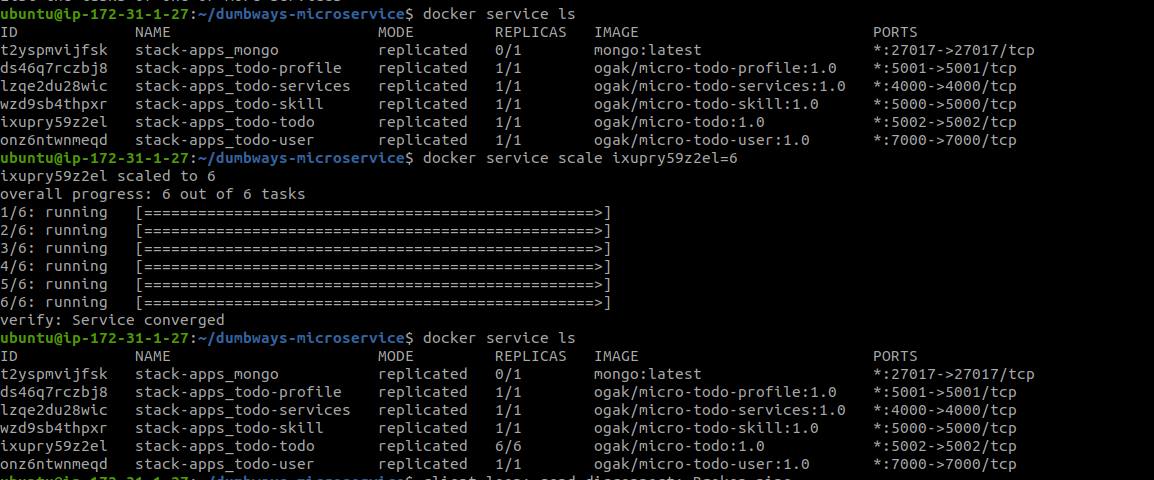 ubuntu@ip-172-31-1-27:~/dumbways-microservice$ docker service ls
ID             NAME                       MODE         REPLICAS   IMAGE                          PORTS
t2yspmvijfsk   stack-apps_mongo           replicated   0/1        mongo:latest                   *:27017->27017/tcp
ds46q7rczbj8   stack-apps_todo-profile    replicated   1/1        ogak/micro-todo-profile:1.0    *:5001->5001/tcp
lzqe2du28wic   stack-apps_todo-services   replicated   1/1        ogak/micro-todo-services:1.0   *:4000->4000/tcp
wzd9sb4thpxr   stack-apps_todo-skill      replicated   1/1        ogak/micro-todo-skill:1.0      *:5000->5000/tcp
ixupry59z2el   stack-apps_todo-todo       replicated   1/1        ogak/micro-todo:1.0            *:5002->5002/tcp
onz6ntwnmeqd   stack-apps_todo-user       replicated   1/1        ogak/micro-todo-user:1.0       *:7000->7000/tcp
ubuntu@ip-172-31-1-27:~/dumbways-microservice$ docker service scale ixupry59z2el=6
ixupry59z2el scaled to 6
overall progress: 6 out of 6 tasks
1/6: running   [==================================================>]
2/6: running   [==================================================>]
3/6: running   [==================================================>]
4/6: running   [==================================================>]
5/6: running   [==================================================>]
6/6: running   [==================================================>]
verify: Service converged
ubuntu@ip-172-31-1-27:~/dumbways-microservice$ docker service ls
ID             NAME                       MODE         REPLICAS   IMAGE                          PORTS
t2yspmvijfsk   stack-apps_mongo           replicated   0/1        mongo:latest                   *:27017->27017/tcp
ds46q7rczbj8   stack-apps_todo-profile    replicated   1/1        ogak/micro-todo-profile:1.0    *:5001->5001/tcp
lzqe2du28wic   stack-apps_todo-services   replicated   1/1        ogak/micro-todo-services:1.0   *:4000->4000/tcp
wzd9sb4thpxr   stack-apps_todo-skill      replicated   1/1        ogak/micro-todo-skill:1.0      *:5000->5000/tcp
ixupry59z2el   stack-apps_todo-todo       replicated   6/6        ogak/micro-todo:1.0            *:5002->5002/tcp
onz6ntwnmeqd   stack-apps_todo-user       replicated   1/1        ogak/micro-todo-user:1.0       *:7000->7000/tcp